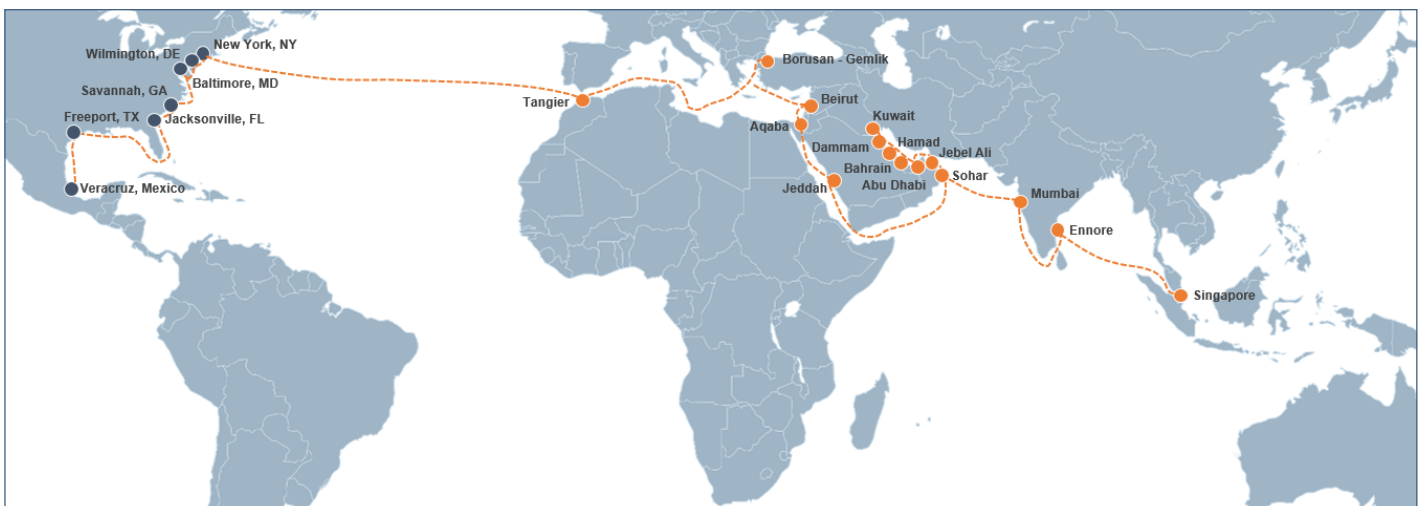 New York, NY
Wilmington, DE
Baltimore, MD
Savannah, GA
Freeport, TX
Jacksonville, FL
Veracruz, Mexico
Tangier
Borusan - Gemlik
Beirut
Aqaba
Kuwait
Dammam
Hamad
Bahrain
Jebel Ali
Abu Dhabi
Sohar
Jeddah
Mumbai
Ennore
Singapore